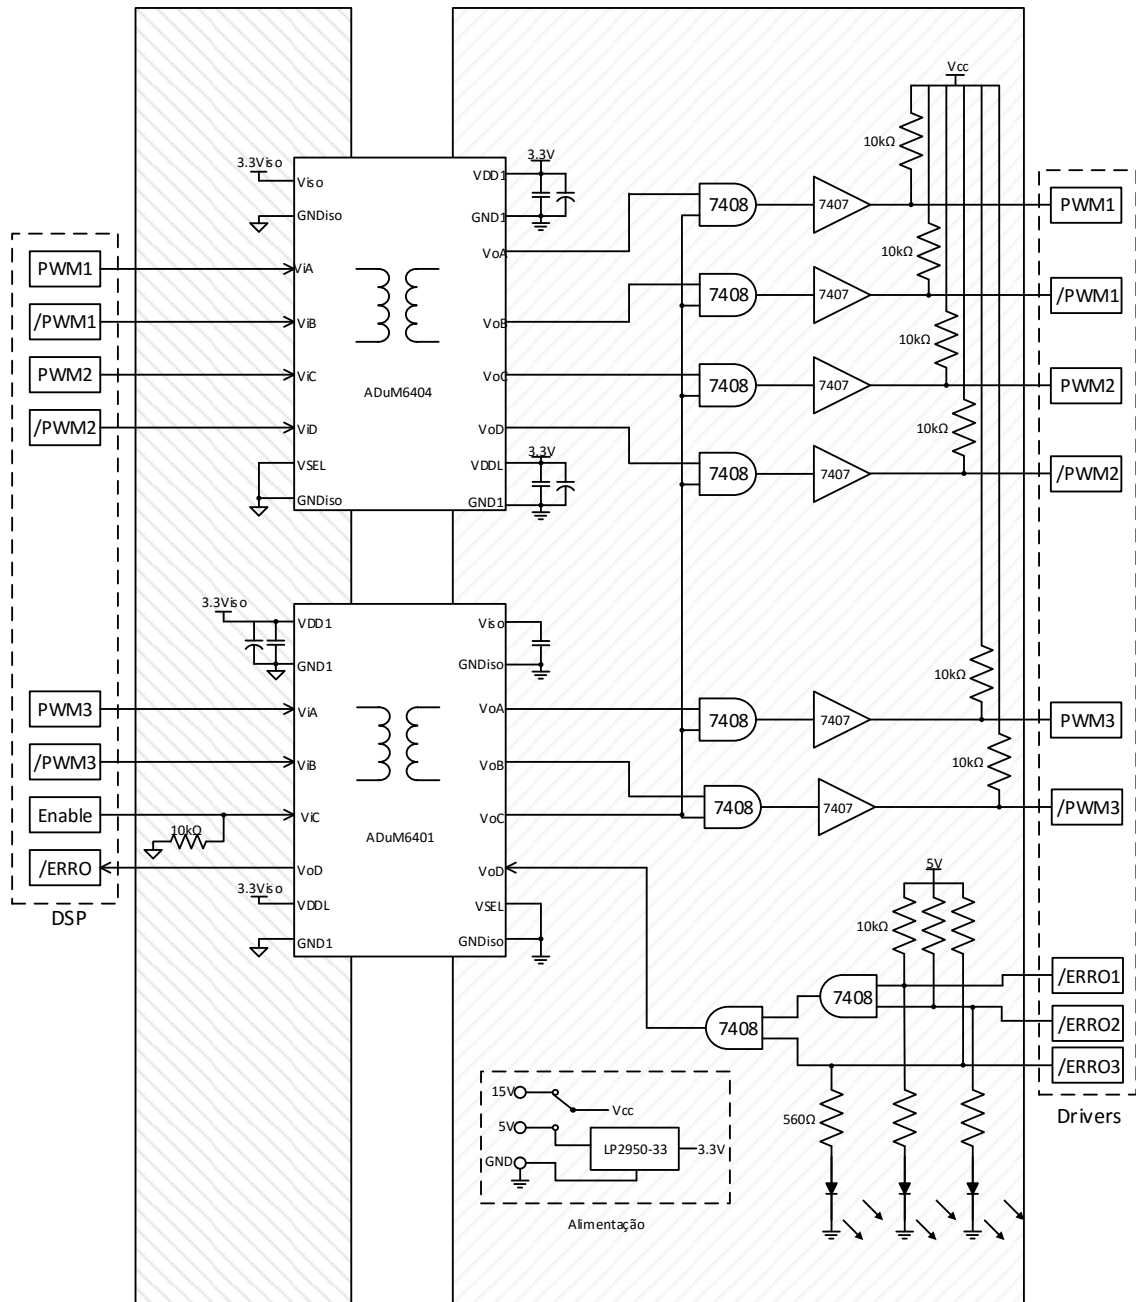 Vcc
10kΩ
3.3Viso
Viso
GNDiso
VDD1
3.3V
GND1
7408
7407
PWM1
PWM1
ViA
VoA
10kΩ
/PWM1
ViB
VoB
7408
7407
/PWM1
10kΩ
PWM2
ViC
VoC
7408
7407
PWM2
ADuM6404
10kΩ
/PWM2
ViD
VoD
7408
7407
/PWM2
VSEL
VDDL
3.3V
GNDiso
GND1
3.3Viso
VDD1
Viso
GND1
GNDiso
10kΩ
PWM3
ViA
VoA
7408
7407
PWM3
10kΩ
/PWM3
ViB
VoB
7408
7407
/PWM3
Enable
ViC
VoC
10kΩ
ADuM6401
/ERRO
VoD
VoD
5V
3.3Viso
VDDL
VSEL
DSP
10kΩ
GND1
GNDiso
7408
/ERRO1
7408
/ERRO2
/ERRO3
15V
Vcc
560Ω
Drivers
5V
LP2950-33
3.3V
GND
Alimentação